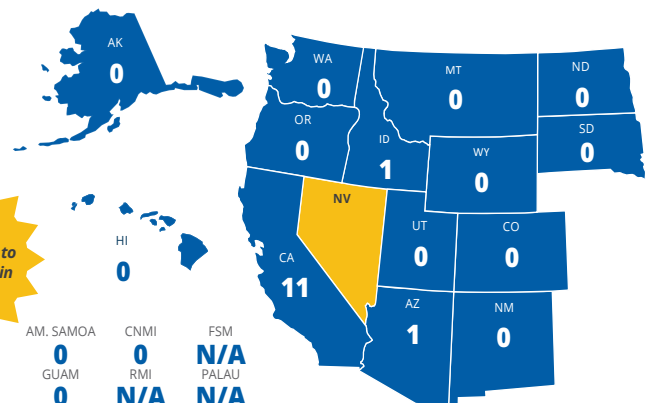 AK
0
WA
0
MT
0
ND
0
OR
0
ID
1
SD
0
WY
0
NV
HI
0
CA
11
UT
0
CO
0
AZ
1
NM
0
to
in
AM. SAMOA CNMI FSM
0 0 N/A
GUAM RMI PALAU
0 N/A N/A